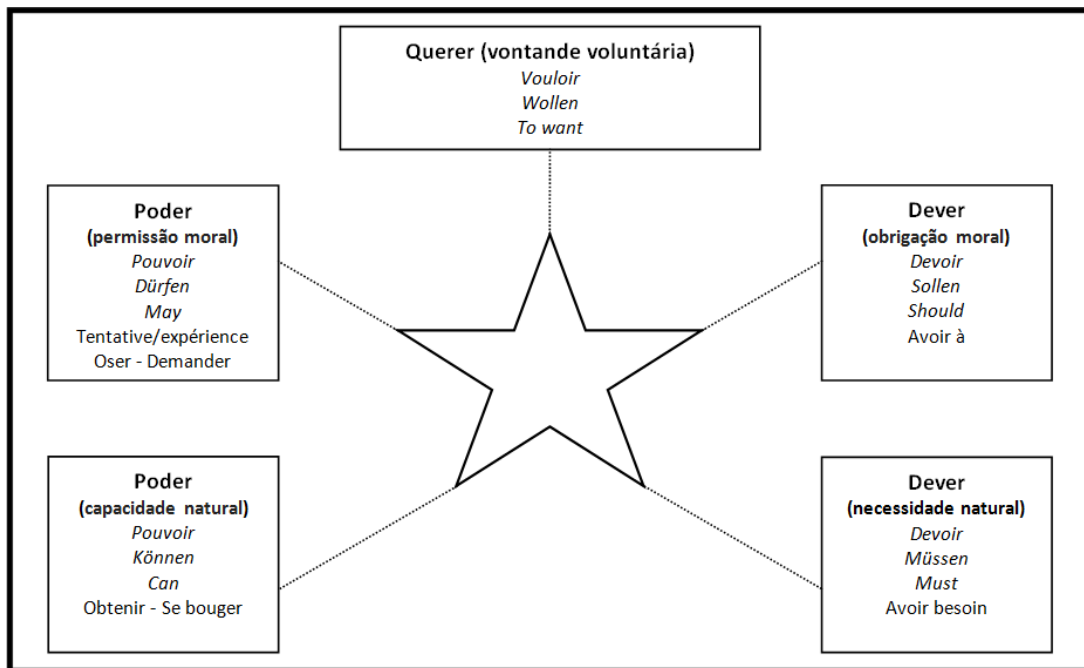 Querer (vontande voluntária)
Vouloir
Wollen
To want
Poder
(permissão moral)
Pouvoir
Dürfen
May
Tentative/expérience
Oser - Demander
Dever
(obrigação moral)
Devoir
Sollen
Should
Avoir à
Poder
(capacidade natural)
Pouvoir
Können
Can
Obtenir - Se bouger
Dever
(necessidade natural)
Devoir
Müssen
Must
Avoir besoin